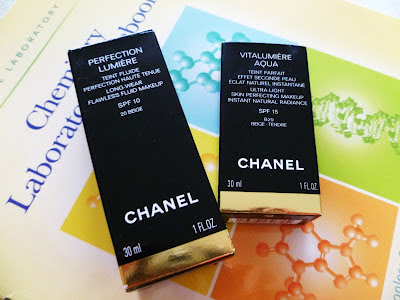 LABORATORY
Chemistry
Laboratory
PERFECTION
LUMIÈRE
TEINT FLUIDE
PERFECTION HAUTE TENUE
LONG-WEAR
FLAWLESS FLUID MAKEUP
SPF 10
20 BEIGE
CHANEL
30 ml
1 FL.OZ.
VITALUMIÈRE
AQUA
TEINT PARFAIT
EFFET SECONDE PEAU
ÉCLAT NATUREL INSTANTANÉ
ULTRA-LIGHT
SKIN PERFECTING MAKEUP
INSTANT NATURAL RADIANCE
SPF 15
B20
BEIGE - TENDRE
CHANEL
30 ml
1 FL.OZ.